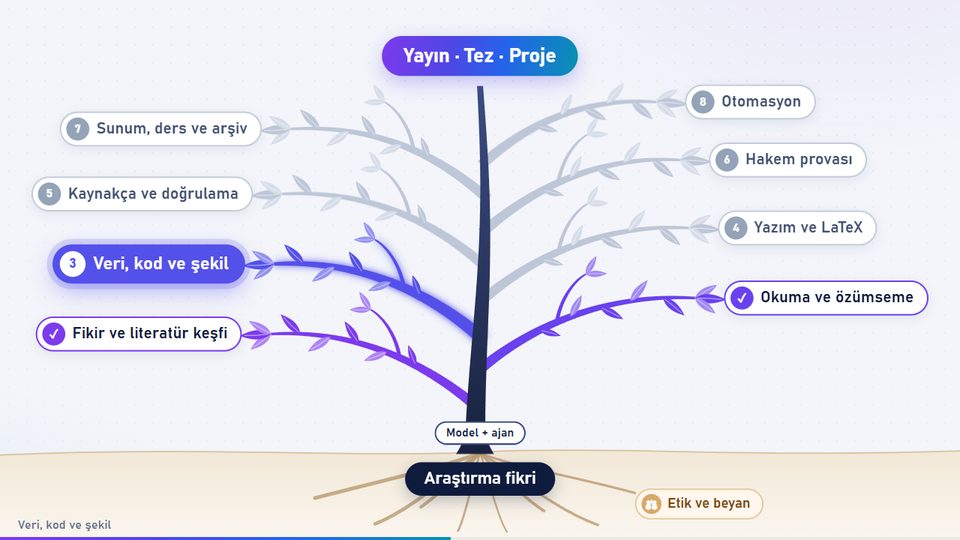 Yayın · Tez · Proje
8 Otomasyon
7 Sunum, ders ve arşiv
6 Hakem provası
5 Kaynakça ve doğrulama
4 Yazım ve LaTeX
3 Veri, kod ve şekil
Okuma ve özümseme
Fikir ve literatür keşfi
Model + ajan
Araştırma fikri
Etik ve beyan
Veri, kod ve şekil